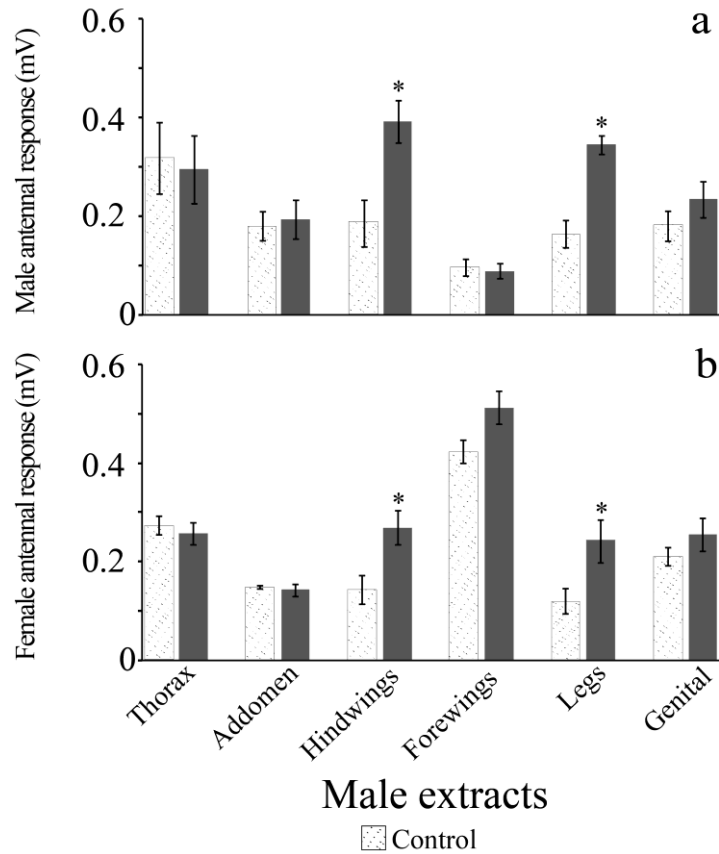 a
Male antennal response (mV)
0.6
0.4
0.2
0
*
*
b
Female antennal response (mV)
0.6
0.4
0.2
0
*
*
Thorax
Addomen
Hindwings
Forewings
Legs
Genital
Male extracts
Control